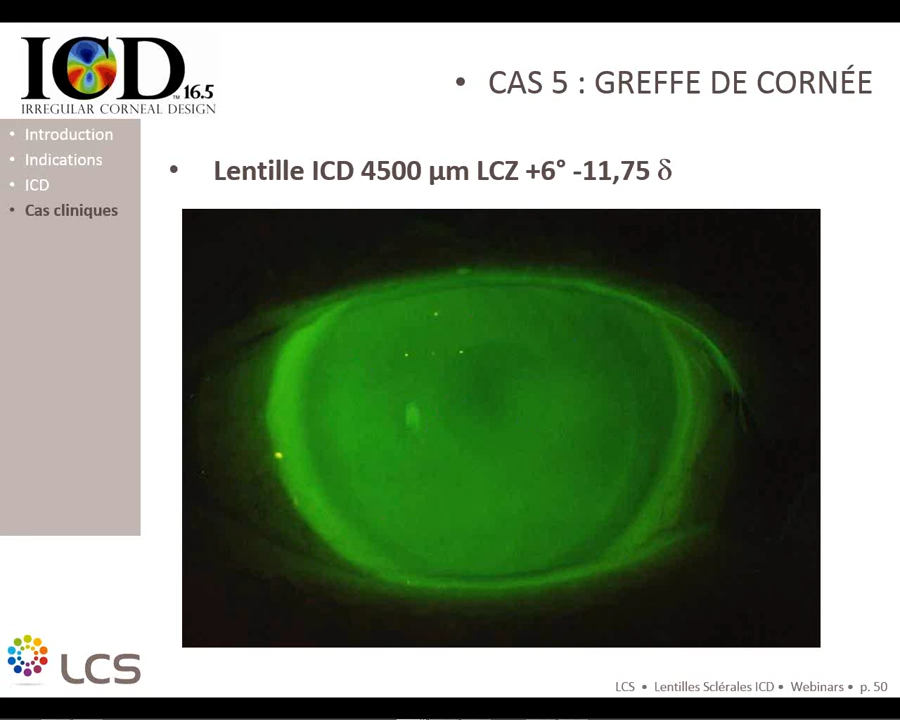 ICD™ 16.5
IRREGULAR CORNEAL DESIGN
• CAS 5 : GREFFE DE CORNÉE
• Introduction
• Indications
• ICD
• Cas cliniques
• Lentille ICD 4500 µm LCZ +6° -11,75 δ
LCS
LCS • Lentilles Sclérales ICD • Webinars • p. 50